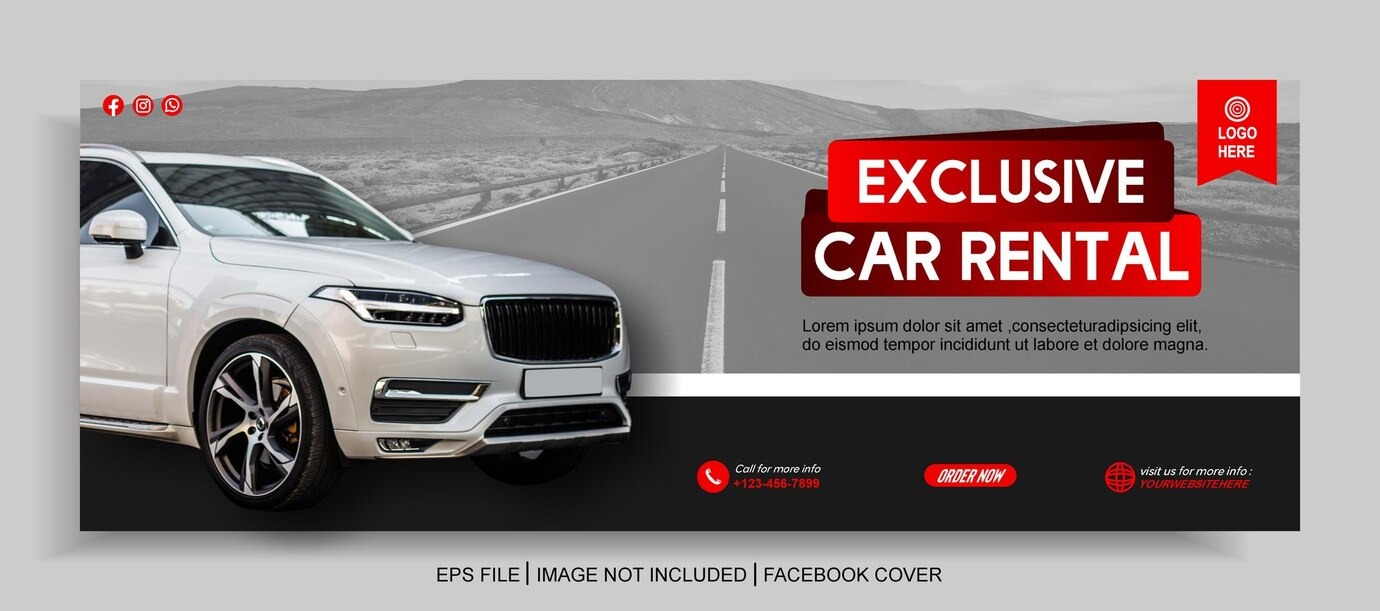 LOGO
HERE
EXCLUSIVE
CAR RENTAL
Lorem ipsum dolor sit amet ,consecteturadipsicing elit,
do eismod tempor incididunt ut labore et dolore magna.
Call for more info
+123-456-7899
ORDER NOW
visit us for more info :
YOURWEBSITEHERE
EPS FILE | IMAGE NOT INCLUDED | FACEBOOK COVER